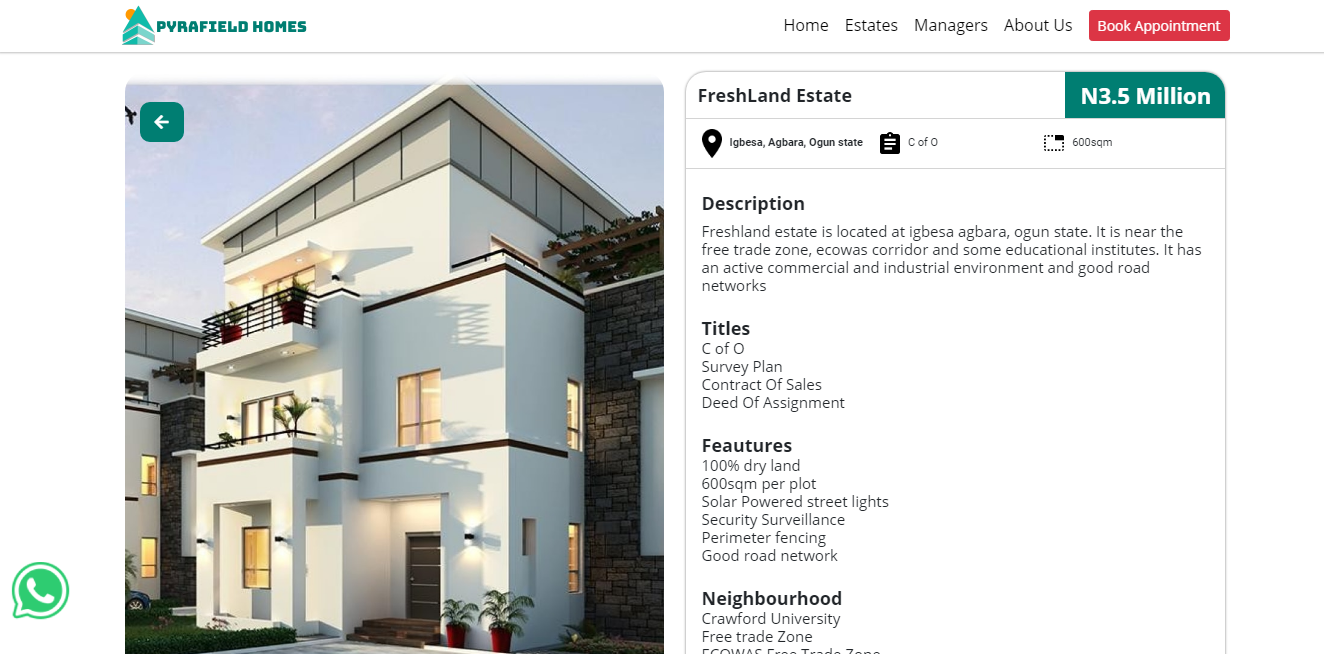 PYRAFIELD HOMES
Home Estates Managers About Us Book Appointment
FreshLand Estate N3.5 Million
Igbesa, Agbara, Ogun state C of O 600sqm
Description
Freshland estate is located at igbesa agbara, ogun state. It is near the
free trade zone, ecowas corridor and some educational institutes. It has
an active commercial and industrial environment and good road
networks
Titles
C of O
Survey Plan
Contract Of Sales
Deed Of Assignment
Feautures
100% dry land
600sqm per plot
Solar Powered street lights
Security Surveillance
Perimeter fencing
Good road network
Neighbourhood
Crawford University
Free trade Zone
ECOWAS Free Trade Zone